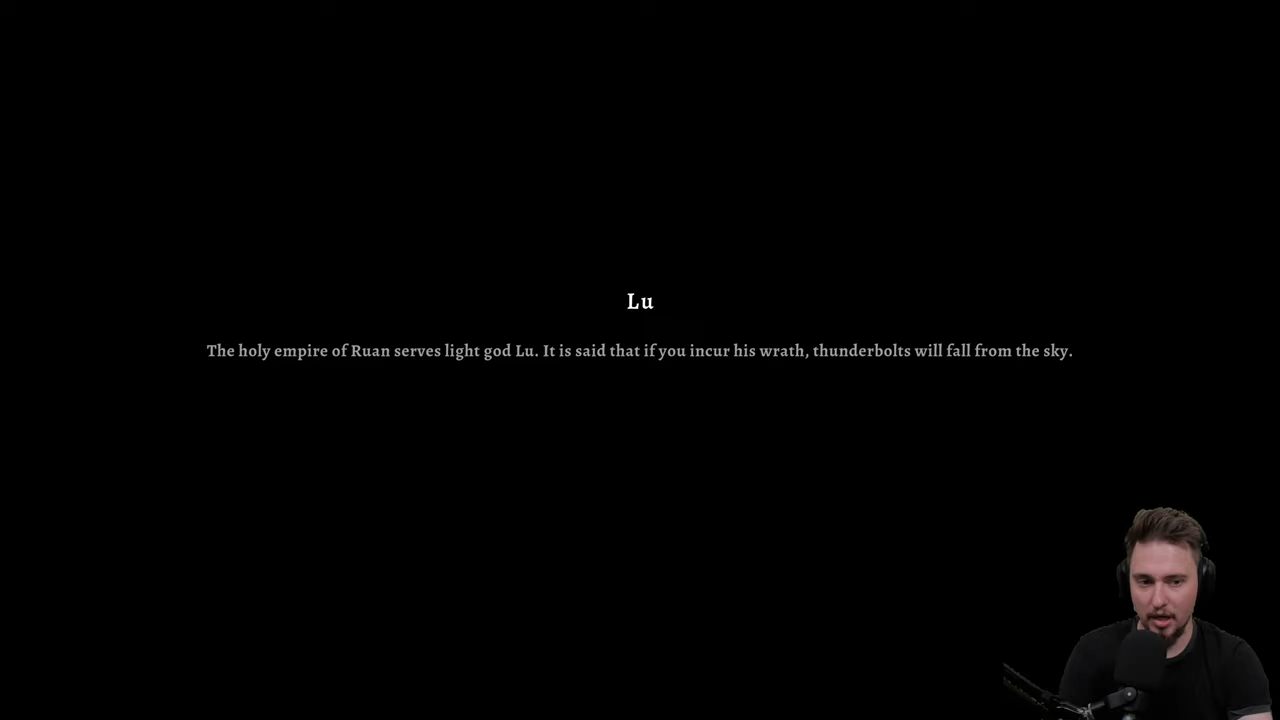 Lu
The holy empire of Ruan serves light god Lu. It is said that if you incur his wrath, thunderbolts will fall from the sky.